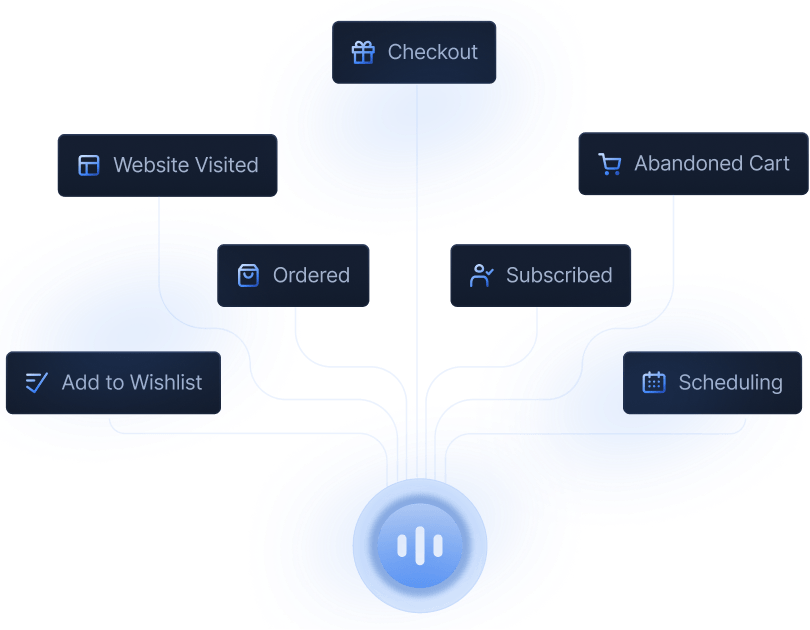 Checkout
Website Visited
Abandoned Cart
Ordered
Subscribed
Add to Wishlist
Scheduling